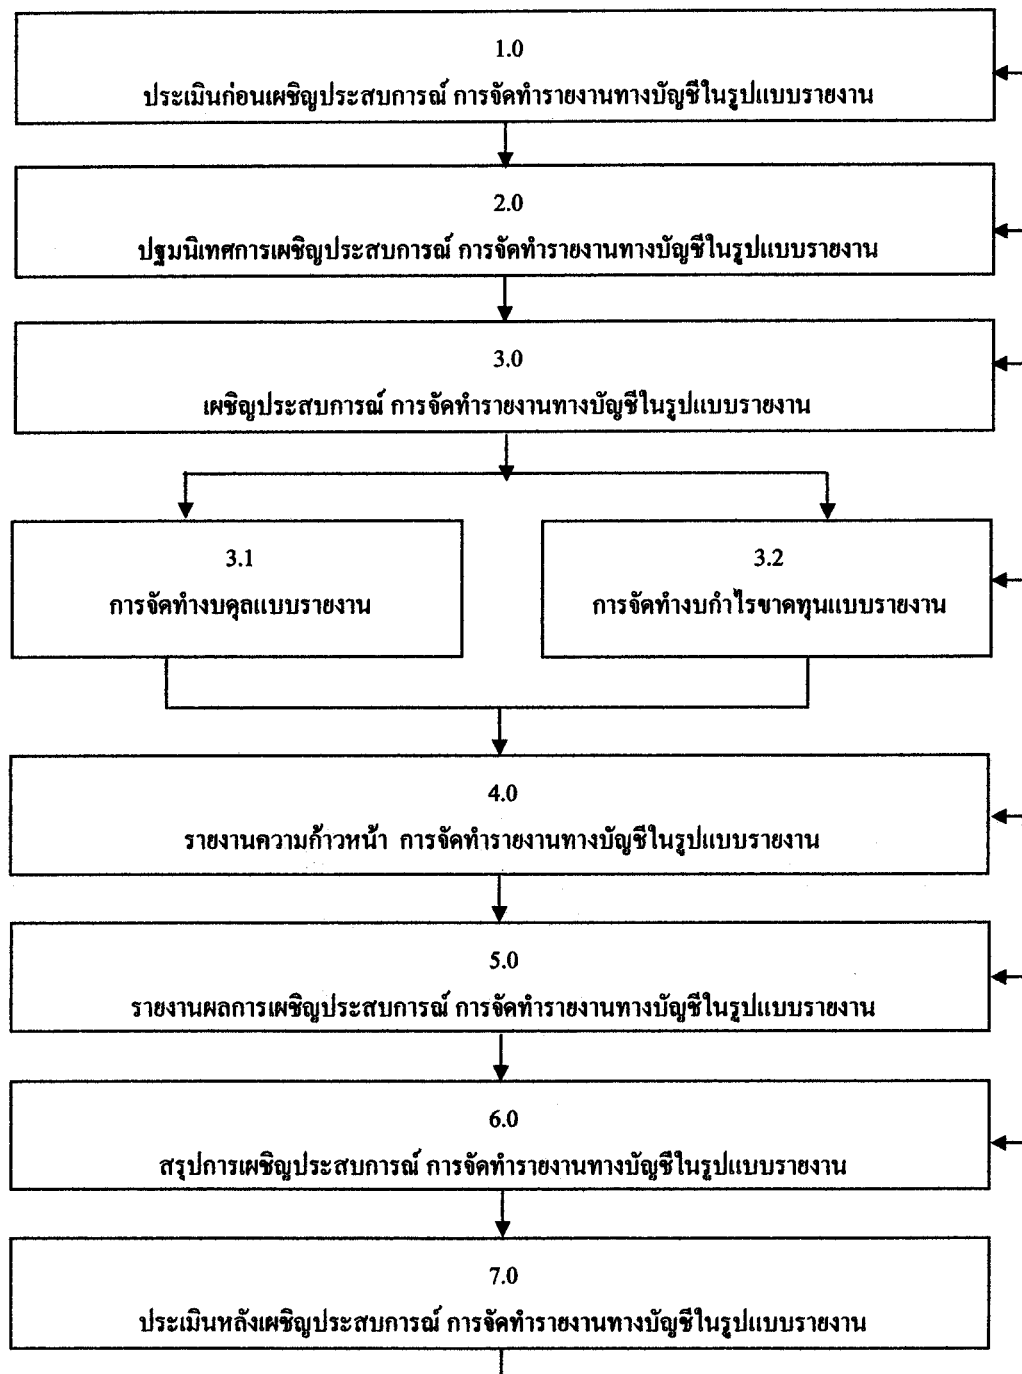 1.0
ประเมินก่อนเผชิญประสบการณ์ การจัดทำรายงานทางบัญชีในรูปแบบรายงาน
2.0
ปฐมนิเทศการเผชิญประสบการณ์ การจัดทำรายงานทางบัญชีในรูปแบบรายงาน
3.0
เผชิญประสบการณ์ การจัดทำรายงานทางบัญชีในรูปแบบรายงาน
3.1
การจัดทำงบดุลแบบรายงาน
3.2
การจัดทำงบกำไรขาดทุนแบบรายงาน
4.0
รายงานความก้าวหน้า การจัดทำรายงานทางบัญชีในรูปแบบรายงาน
5.0
รายงานผลการเผชิญประสบการณ์ การจัดทำรายงานทางบัญชีในรูปแบบรายงาน
6.0
สรุปการเผชิญประสบการณ์ การจัดทำรายงานทางบัญชีในรูปแบบรายงาน
7.0
ประเมินหลังเผชิญประสบการณ์ การจัดทำรายงานทางบัญชีในรูปแบบรายงาน